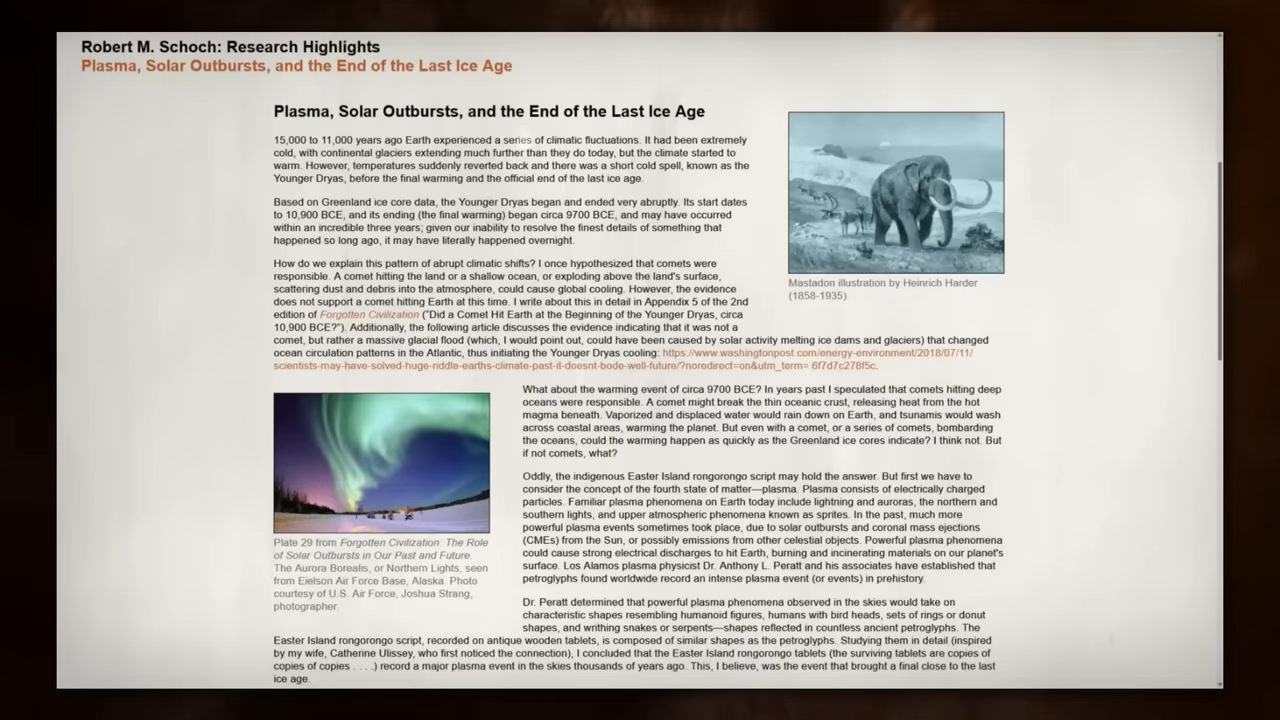 Robert M. Schoch: Research Highlights
Plasma, Solar Outbursts, and the End of the Last Ice Age
Plasma, Solar Outbursts, and the End of the Last Ice Age
15,000 to 11,000 years ago Earth experienced a series of climatic fluctuations. It had been extremely
cold, with continental glaciers extending much further than they do today, but the climate started to
warm. However, temperatures suddenly reverted back and there was a short cold spell, known as the
Younger Dryas, before the final warming and the official end of the last ice age.
Based on Greenland ice core data, the Younger Dryas began and ended very abruptly. Its start dates
to 10,900 BCE, and its ending (the final warming) began circa 9700 BCE, and may have occurred
within an incredible three years; given our inability to resolve the finest details of something that
happened so long ago, it may have literally happened overnight.
How do we explain this pattern of abrupt climatic shifts? I once hypothesized that comets were
responsible. A comet hitting the land or a shallow ocean, or exploding above the land's surface,
scattering dust and debris into the atmosphere, could cause global cooling. However, the evidence
does not support a comet hitting Earth at this time. I write about this in detail in Appendix 5 of the 2nd
edition of Forgotten Civilization ("Did a Comet Hit Earth at the Beginning of the Younger Dryas, circa
10,900 BCE?"). Additionally, the following article discusses the evidence indicating that it was not a
comet, but rather a massive glacial flood (which, I would point out, could have been caused by solar activity melting ice dams and glaciers) that changed
ocean circulation patterns in the Atlantic, thus initiating the Younger Dryas cooling: https://www.washingtonpost.com/energy-environment/2018/07/11/
scientists-may-have-solved-huge-riddle-earths-climate-past-it-doesnt-bode-well-future/?noredirect=on&utm_term=.6f7d7c278f5c.
Mastadon illustration by Heinrich Harder
(1858-1935)
What about the warming event of circa 9700 BCE? In years past I speculated that comets hitting deep
oceans were responsible. A comet might break the thin oceanic crust, releasing heat from the hot
magma beneath. Vaporized and displaced water would rain down on Earth, and tsunamis would wash
across coastal areas, warming the planet. But even with a comet, or a series of comets, bombarding
the oceans, could the warming happen as quickly as the Greenland ice cores indicate? I think not. But
if not comets, what?
Oddly, the indigenous Easter Island rongorongo script may hold the answer. But first we have to
consider the concept of the fourth state of matter—plasma. Plasma consists of electrically charged
particles. Familiar plasma phenomena on Earth today include lightning and auroras, the northern and
southern lights, and upper atmospheric phenomena known as sprites. In the past, much more
powerful plasma events sometimes took place, due to solar outbursts and coronal mass ejections
(CMEs) from the Sun, or possibly emissions from other celestial objects. Powerful plasma phenomena
could cause strong electrical discharges to hit Earth, burning and incinerating materials on our planet's
surface. Los Alamos plasma physicist Dr. Anthony L. Peratt and his associates have established that
petroglyphs found worldwide record an intense plasma event (or events) in prehistory.
Plate 29 from Forgotten Civilization: The Role
of Solar Outbursts in Our Past and Future.
The Aurora Borealis, or Northern Lights, seen
from Eielson Air Force Base, Alaska. Photo
courtesy of U.S. Air Force, Joshua Strang,
photographer.
Dr. Peratt determined that powerful plasma phenomena observed in the skies would take on
characteristic shapes resembling humanoid figures, humans with bird heads, sets of rings or donut
shapes, and writhing snakes or serpents—shapes reflected in countless ancient petroglyphs. The
Easter Island rongorongo script, recorded on antique wooden tablets, is composed of similar shapes as the petroglyphs. Studying them in detail (inspired
by my wife, Catherine Ulissey, who first noticed the connection), I concluded that the Easter Island rongorongo tablets (the surviving tablets are copies of
copies of copies . . . .) record a major plasma event in the skies thousands of years ago. This, I believe, was the event that brought a final close to the last
ice age.